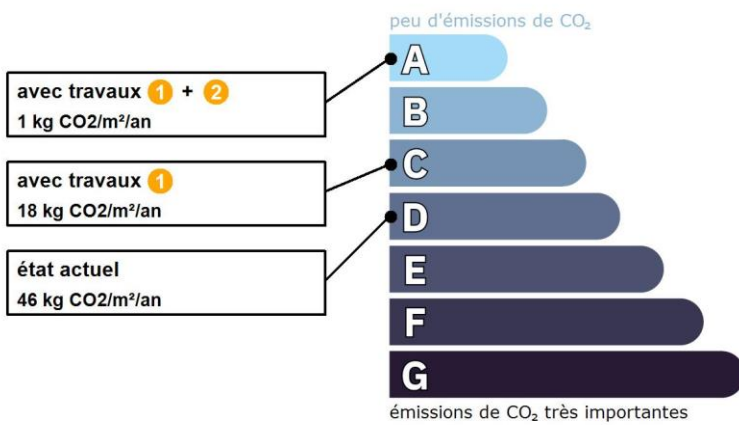 peu d'émissions de CO₂
A
avec travaux 1 + 2
1 kg CO2/m²/an
B
avec travaux 1
18 kg CO2/m²/an
C
D
état actuel
46 kg CO2/m²/an
E
F
G
émissions de CO₂ très importantes